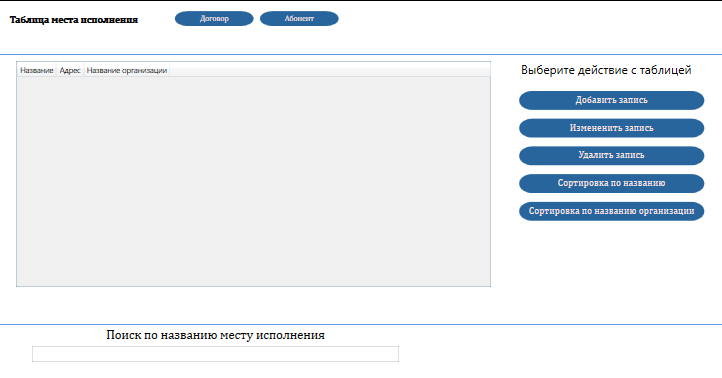 Таблица места исполнения
Договор
Абонент
Название Адрес Название организации
Выберите действие с таблицей
Добавить запись
Измененить запись
Удалить запись
Сортировка по названию
Сортировка по названию организации
Поиск по названию месту исполнения